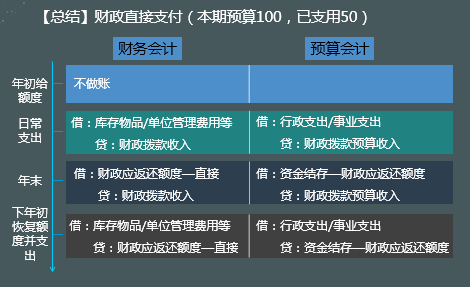 【总结】财政直接支付（本期预算100，已支用50）
财务会计
预算会计
年初给
额度
不做账
日常
支出
借：库存物品/单位管理费用等
贷：财政拨款收入
借：行政支出/事业支出
贷：财政拨款预算收入
年末
借：财政应返还额度—直接
贷：财政拨款收入
借：资金结存—财政应返还额度
贷：财政拨款预算收入
下年初
恢复额
度并支
出
借：库存物品/单位管理费用等
贷：财政应返还额度—直接
借：行政支出/事业支出
贷：资金结存—财政应返还额度